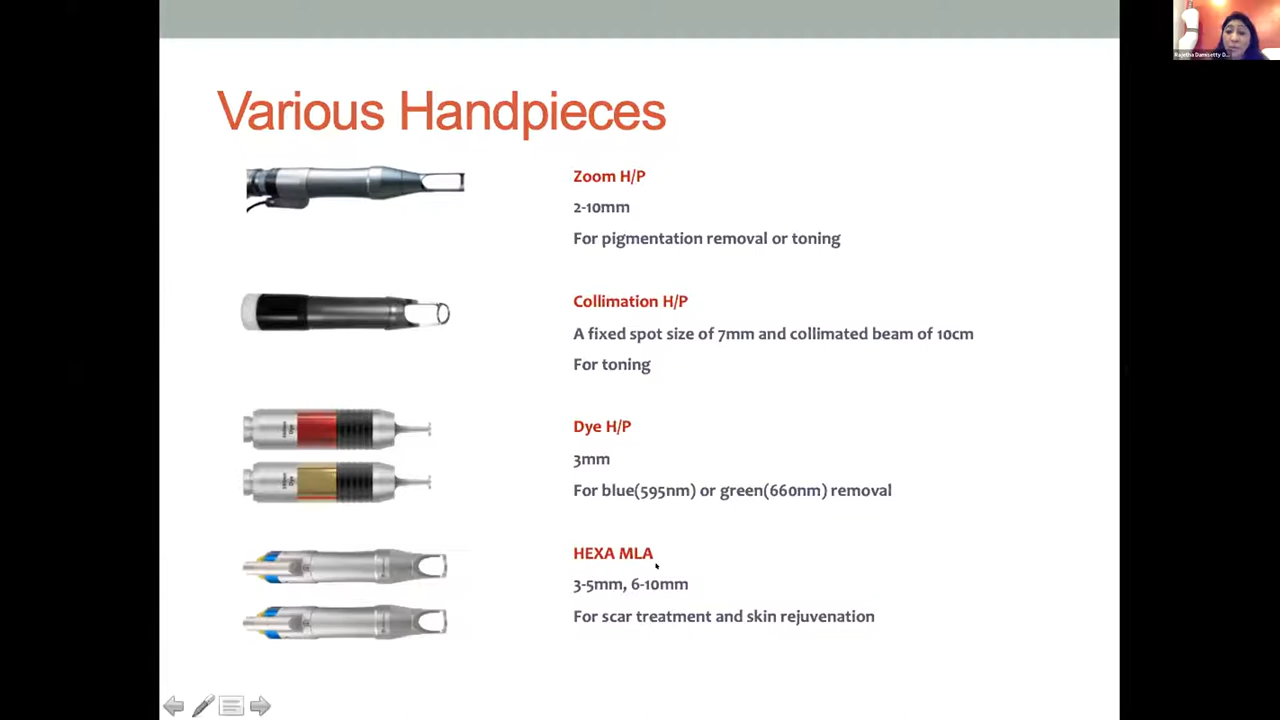 Various Handpieces
Zoom H/P
2-10mm
For pigmentation removal or toning
Collimation H/P
A fixed spot size of 7mm and collimated beam of 10cm
For toning
Dye H/P
3mm
For blue(595nm) or green(660nm) removal
HEXA MLA
3-5mm, 6-10mm
For scar treatment and skin rejuvenation
Rajetha Damisetty D...